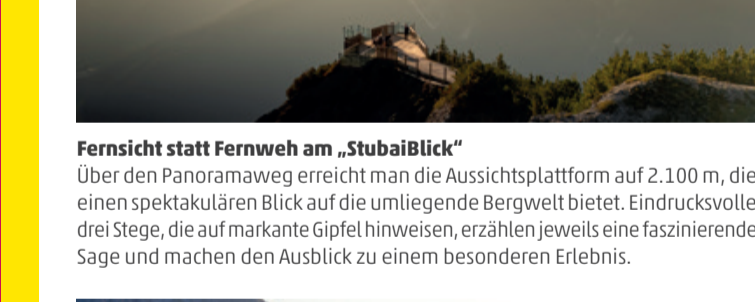 Fernsicht statt Fernweh am „StubaiBlick“
Über den Panoramaweg erreicht man die Aussichtsplattform auf 2.100 m, die
einen spektakulären Blick auf die umliegende Bergwelt bietet. Eindrucksvolle
drei Stege, die auf markante Gipfel hinweisen, erzählen jeweils eine faszinierende
Sage und machen den Ausblick zu einem besonderen Erlebnis.